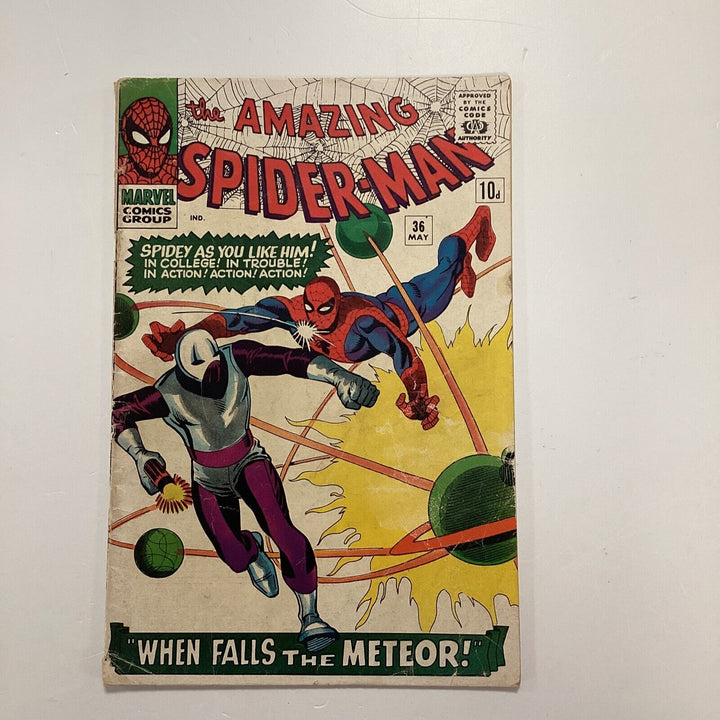 the AMAZING
SPIDER-MAN
APPROVED
BY THE
COMICS
CODE
CA
AUTHORITY
MARVEL
COMICS
GROUP
IND.
10d
36
MAY
SPIDEY AS YOU LIKE HIM!
IN COLLEGE! IN TROUBLE!
IN ACTION! ACTION! ACTION!
"WHEN FALLS THE METEOR!"